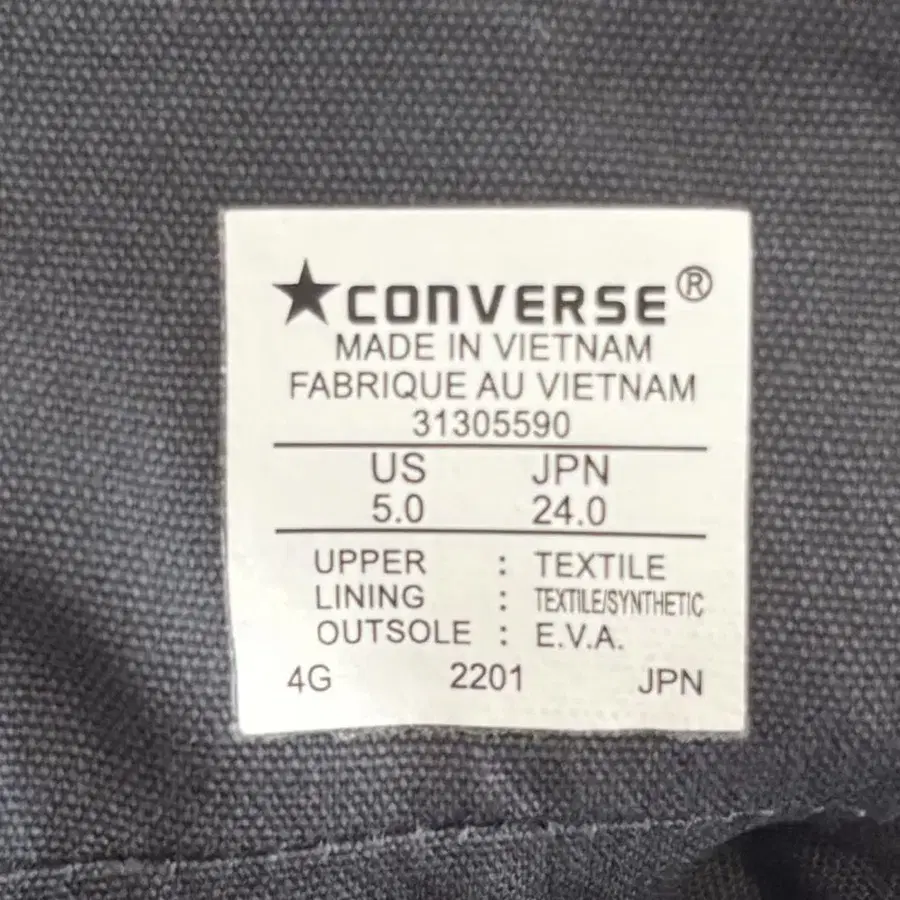 ★CONVERSE®
MADE IN VIETNAM
FABRIQUE AU VIETNAM
31305590
US JPN
5.0 24.0
UPPER : TEXTILE
LINING : TEXTILE/SYNTHETIC
OUTSOLE : E.V.A.
4G 2201 JPN